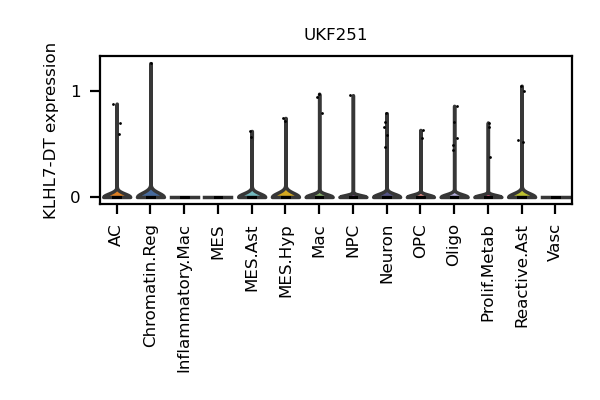 UKF251
KLHL7-DT expression
1
0
AC
Chromatin.Reg
Inflammatory.Mac
MES
MES.Ast
MES.Hyp
Mac
NPC
Neuron
OPC
Oligo
Prolif.Metab
Reactive.Ast
Vasc